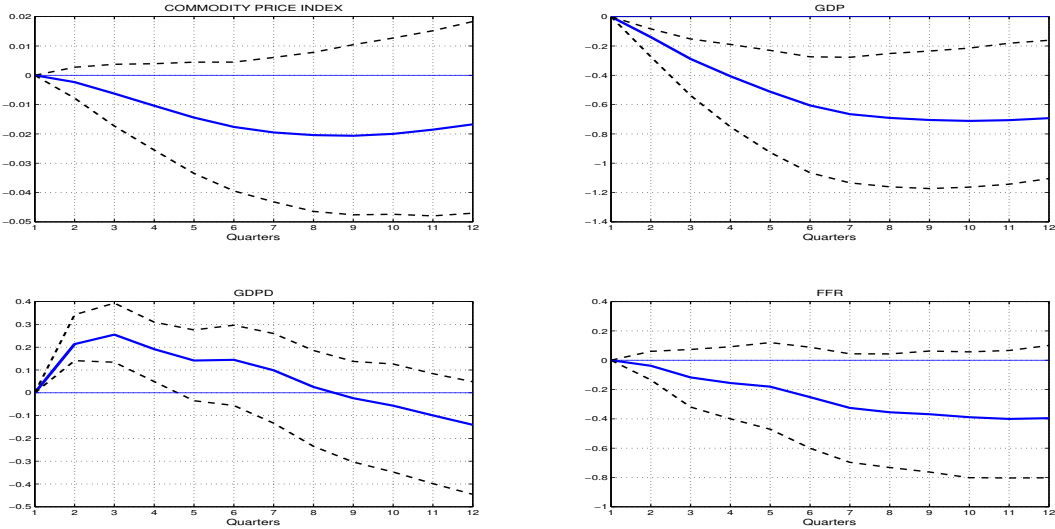 COMMODITY PRICE INDEX
0.02
0.01
0
−0.01
−0.02
−0.03
−0.04
−0.05
1 2 3 4 5 6 7 8 9 10 11 12
Quarters
GDP
0
−0.2
−0.4
−0.6
−0.8
−1
−1.2
−1.4
1 2 3 4 5 6 7 8 9 10 11 12
Quarters
GDPD
0.4
0.3
0.2
0.1
0
−0.1
−0.2
−0.3
−0.4
−0.5
1 2 3 4 5 6 7 8 9 10 11 12
Quarters
FFR
0.4
0.2
0
−0.2
−0.4
−0.6
−0.8
−1
1 2 3 4 5 6 7 8 9 10 11 12
Quarters